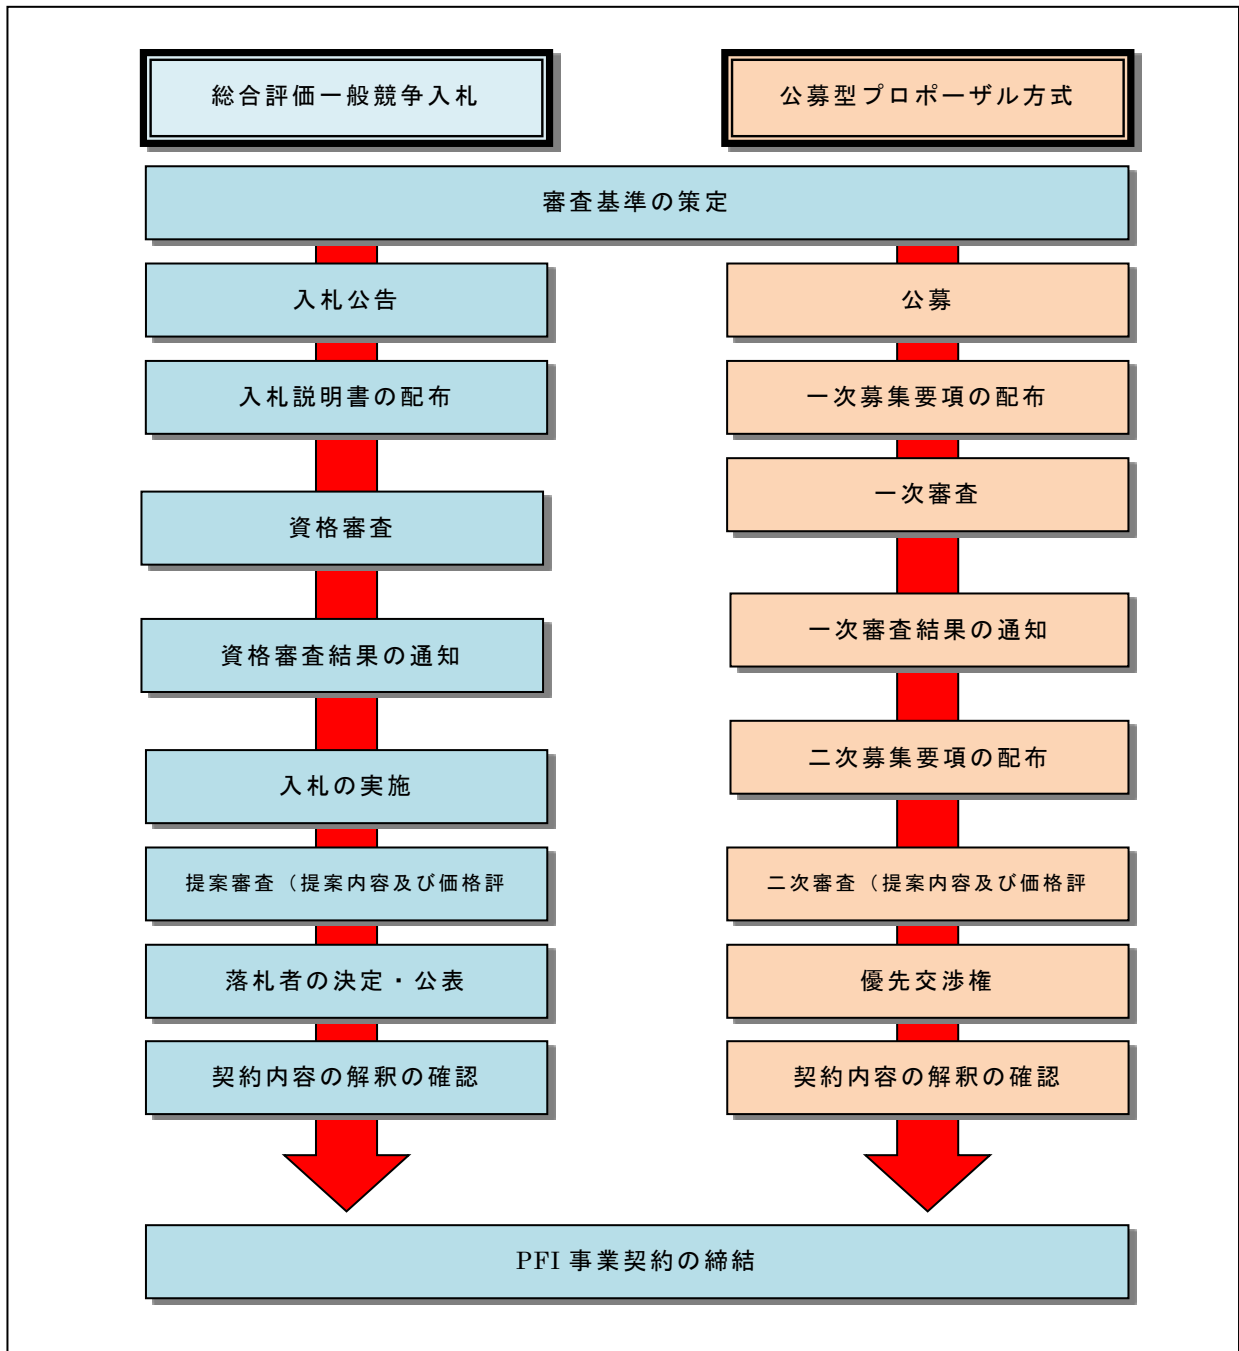 総合評価一般競争入札
公募型プロポーザル方式
審査基準の策定
入札公告
入札説明書の配布
資格審査
資格審査結果の通知
入札の実施
提案審査（提案内容及び価格評
落札者の決定・公表
契約内容の解釈の確認
公募
一次募集要項の配布
一次審査
一次審査結果の通知
二次募集要項の配布
二次審査（提案内容及び価格評
優先交渉権
契約内容の解釈の確認
PFI 事業契約の締結